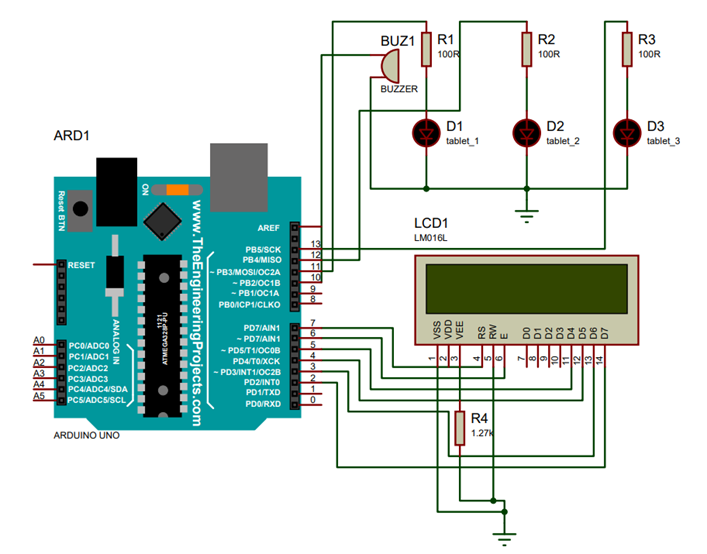 BUZ1
BUZZER
R1
100R
R2
100R
R3
100R
D1
tablet_1
D2
tablet_2
D3
tablet_3
ARD1
ON
Reset BTN
www.TheEngineeringProjects.com
RESET
ANALOG IN
1121
ATMEGA328P-PU
AREF
PB5/SCK 13
PB4/MISO 12
~ PB3/MOSI/OC2A 11
~ PB2/OC1B 10
~ PB1/OC1A 9
PB0/ICP1/CLKO 8
PD7/AIN1 7
~ PD7/AIN1 6
~ PD5/T1/OC0B 5
PD4/T0/XCK 4
~ PD3/INT1/OC2B 3
PD2/INT0 2
PD1/TXD 1
PD0/RXD 0
A0 PC0/ADC0
A1 PC1/ADC1
A2 PC2/ADC2
A3 PC3/ADC3
A4 PC4/ADC4/SDA
A5 PC5/ADC5/SCL
ARDUINO UNO
LCD1
LM016L
VSS VDD VEE RS RW E D0 D1 D2 D3 D4 D5 D6 D7
1 2 3 4 5 6 7 8 9 10 11 12 13 14
R4
1.27k